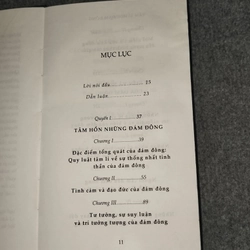 MỤC LỤC
Lời nói đầu 15
Dẫn luận 23
Quyển I 37
TÂM HỒN NHỮNG ĐÁM ĐÔNG
Chương I 39
Đặc điểm tổng quát của đám đông:
Quy luật tâm lí về sự thống nhất tinh
thần của đám đông
Chương II 55
Tình cảm và đạo đức của đám đông
Chương III 89
Tư tưởng, sự suy luận
và trí tưởng tượng của đám đông
11